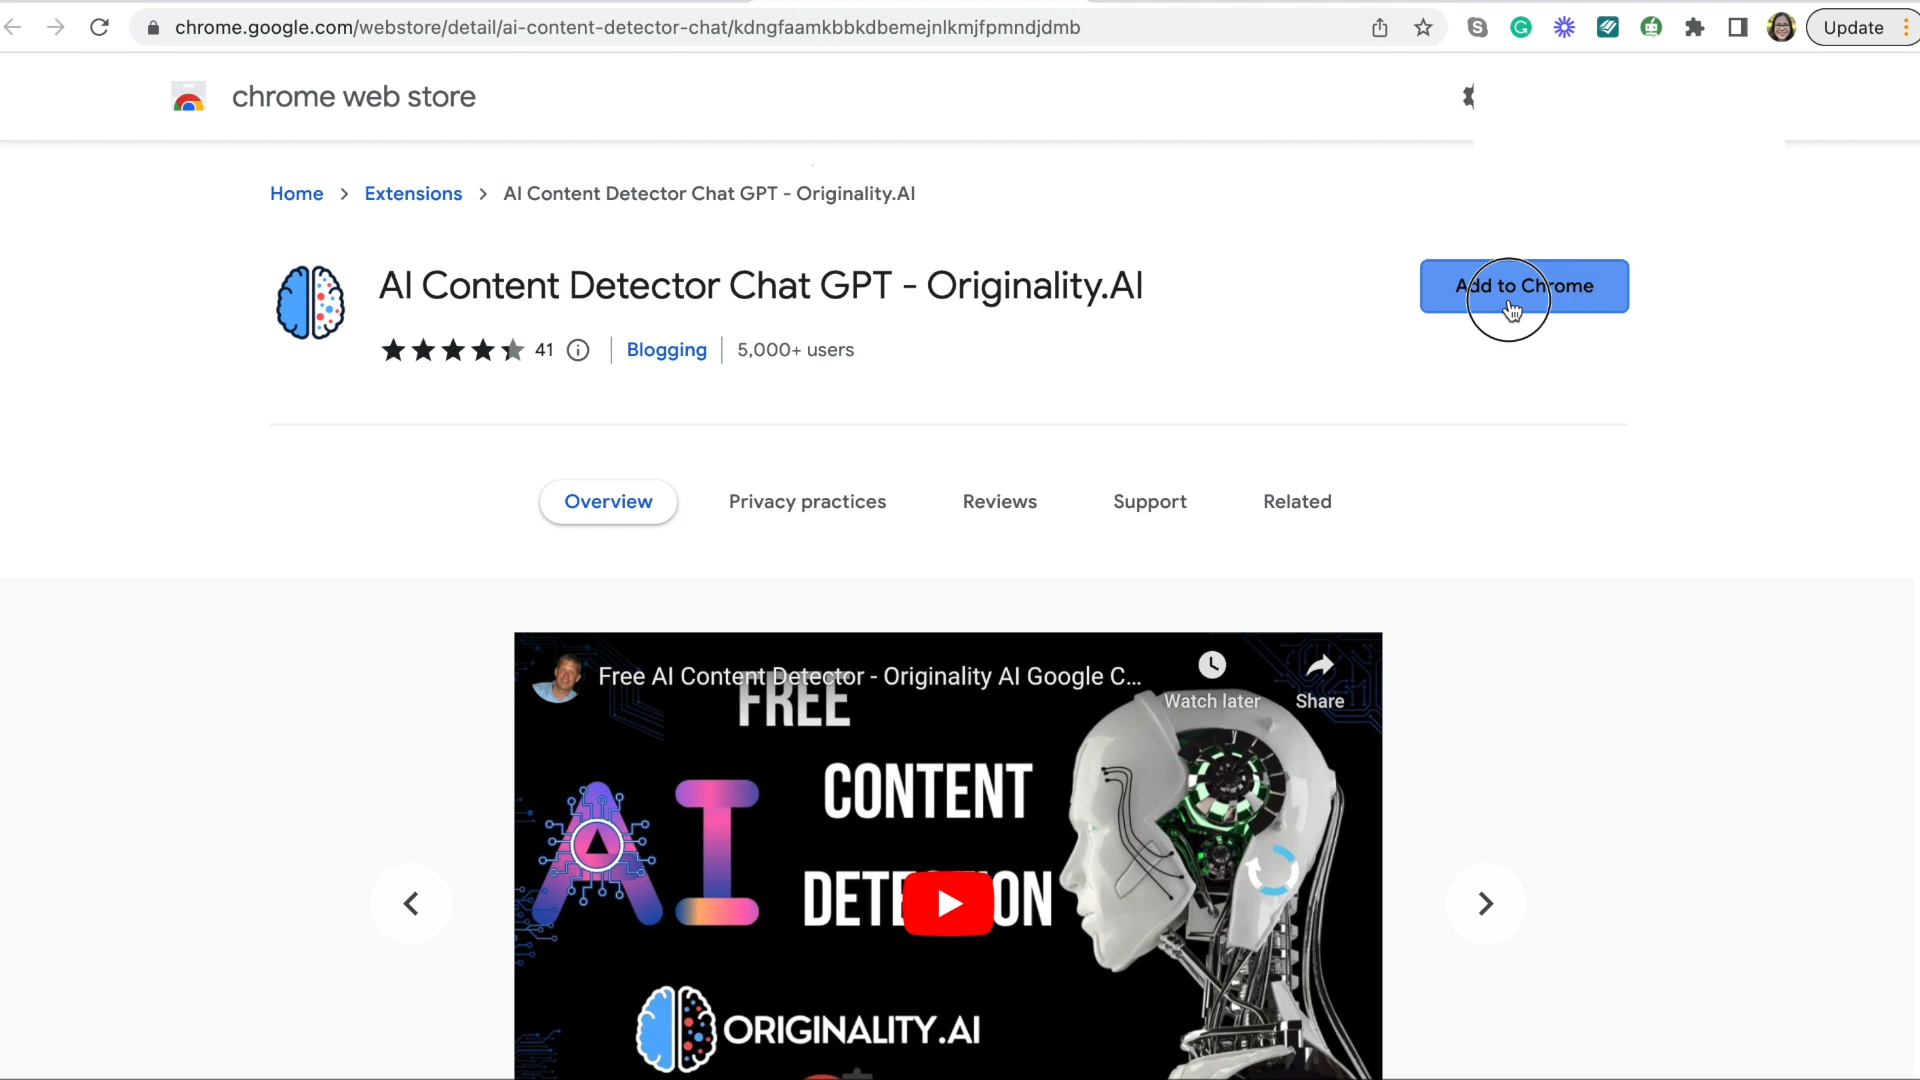 chrome.google.com/webstore/detail/ai-content-detector-chat/kdngfaamkbbkdbemejnlkmjfpmndjdmb
Update
chrome web store
Home > Extensions > AI Content Detector Chat GPT - Originality.AI
AI Content Detector Chat GPT - Originality.AI
Add to Chrome
41 Blogging 5,000+ users
Overview Privacy practices Reviews Support Related
Free AI Content Detector - Originality AI Google C...
Watch later Share
FREE
AI
CONTENT
DETECTION
ORIGINALITY.AI